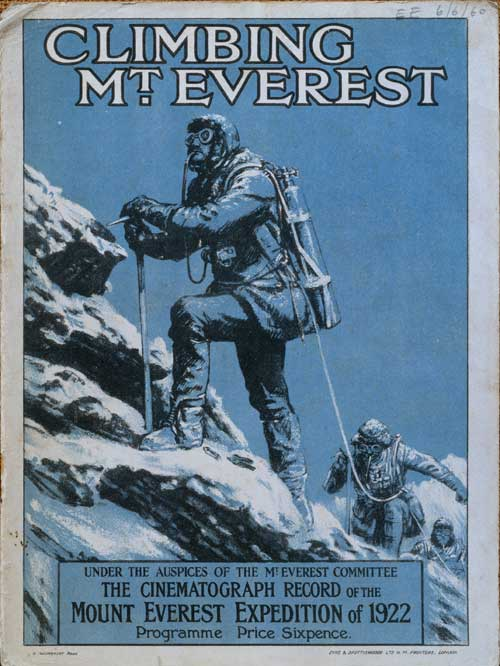 EE 6/6/60
CLIMBING
MT. EVEREST
UNDER THE AUSPICES OF THE MT EVEREST COMMITTEE
THE CINEMATOGRAPH RECORD OF THE
MOUNT EVEREST EXPEDITION of 1922
Programme Price Sixpence.
EYRE & SPOTTISWOODE LTD H.M. PRINTERS, LONDON.